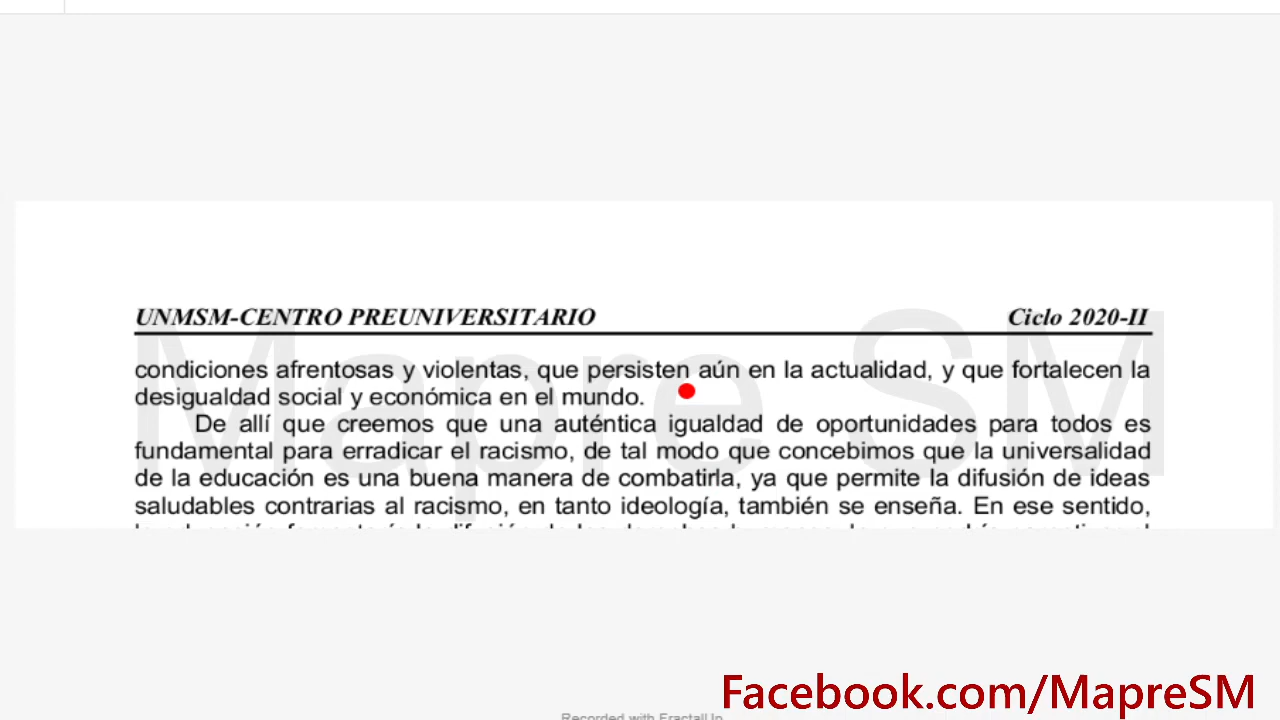 UNMSM-CENTRO PREUNIVERSITARIO Ciclo 2020-II
condiciones afrentosas y violentas, que persisten aún en la actualidad, y que fortalecen la
desigualdad social y económica en el mundo.
De allí que creemos que una auténtica igualdad de oportunidades para todos es
fundamental para erradicar el racismo, de tal modo que concebimos que la universalidad
de la educación es una buena manera de combatirla, ya que permite la difusión de ideas
saludables contrarias al racismo, en tanto ideología, también se enseña. En ese sentido,
Mapre SM
Facebook.com/MapreSM
Recorded with